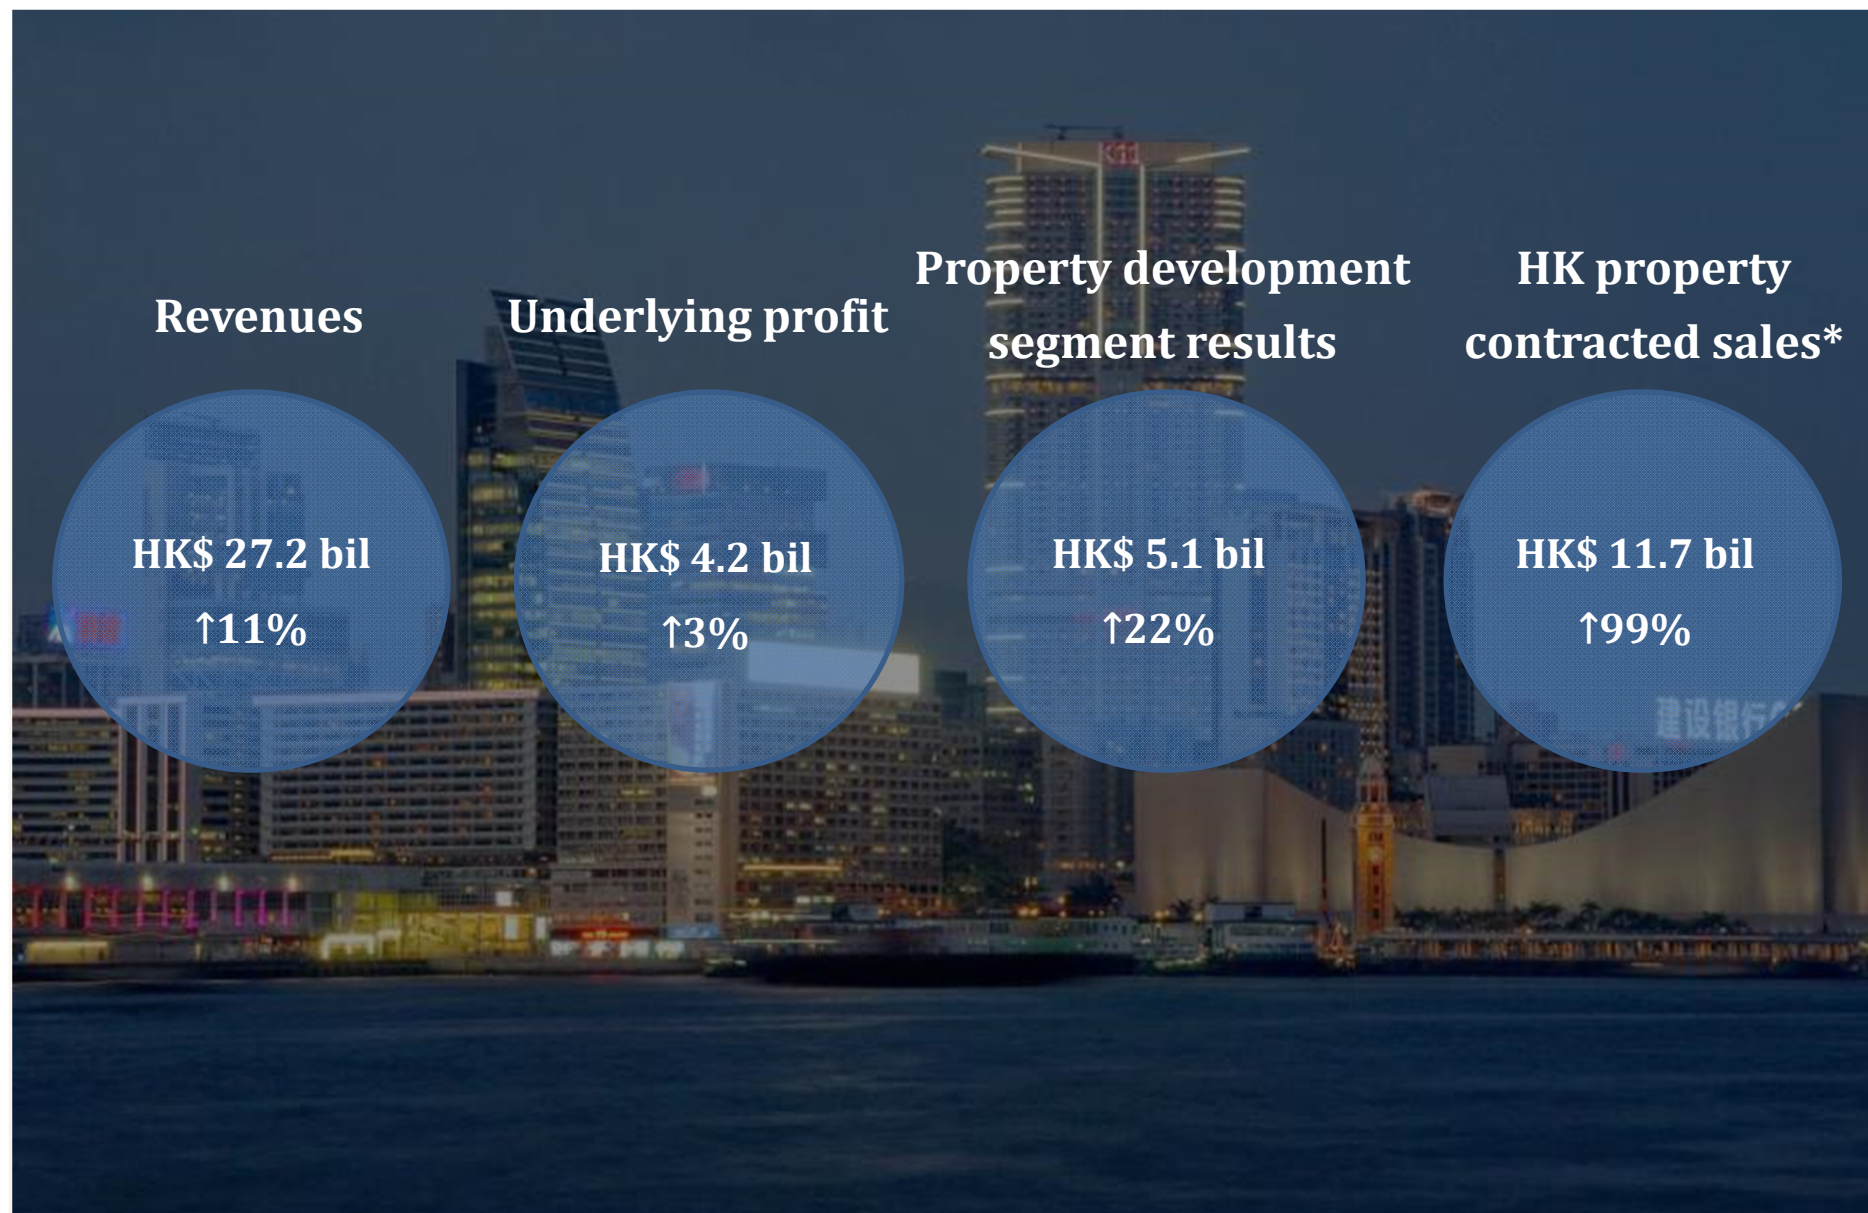 K11
Revenues
Underlying profit
Property development
segment results
HK property
contracted sales*
HK$ 27.2 bil
↑11%
HK$ 4.2 bil
↑3%
HK$ 5.1 bil
↑22%
HK$ 11.7 bil
↑99%
建设银行